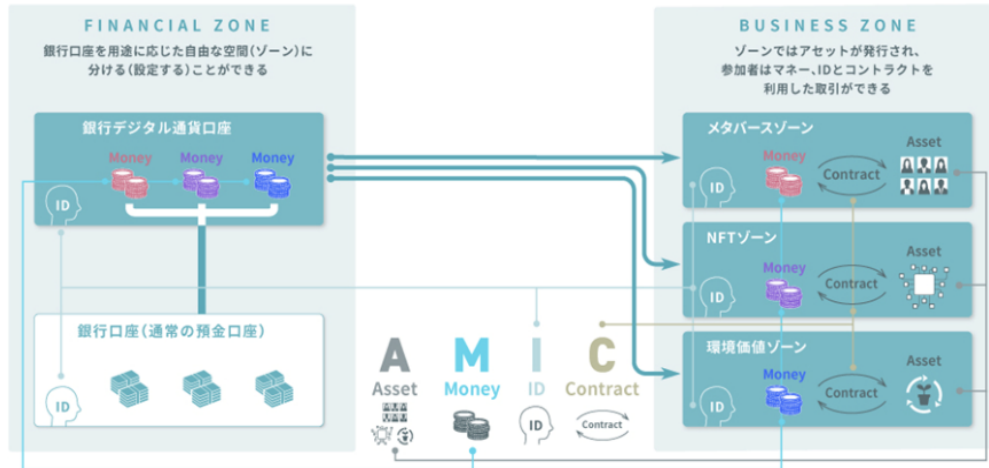 FINANCIAL ZONE
銀行口座を用途に応じた自由な空間(ゾーン)に
分ける(設定する)ことができる
銀行デジタル通貨口座
Money
Money
Money
ID
銀行口座(通常の預金口座)
ID
A
Asset
M
Money
I
ID
C
Contract
ID
Contract
BUSINESS ZONE
ゾーンではアセットが発行され、
参加者はマネー、IDとコントラクトを
利用した取引ができる
メタバースゾーン
ID
Money
Contract
Asset
NFTゾーン
ID
Money
Contract
Asset
環境価値ゾーン
ID
Money
Contract
Asset